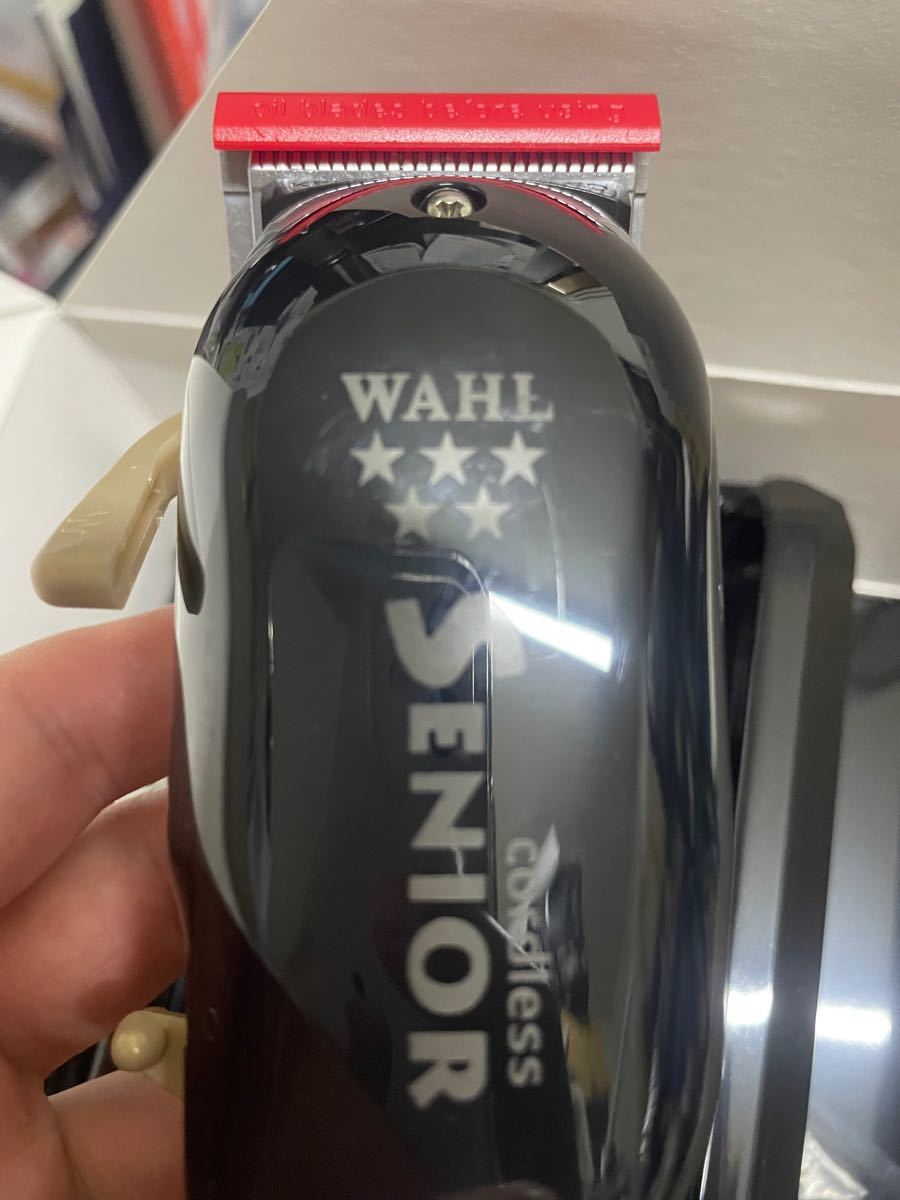 oil blades before using
WAHL
SENIOR
cordless